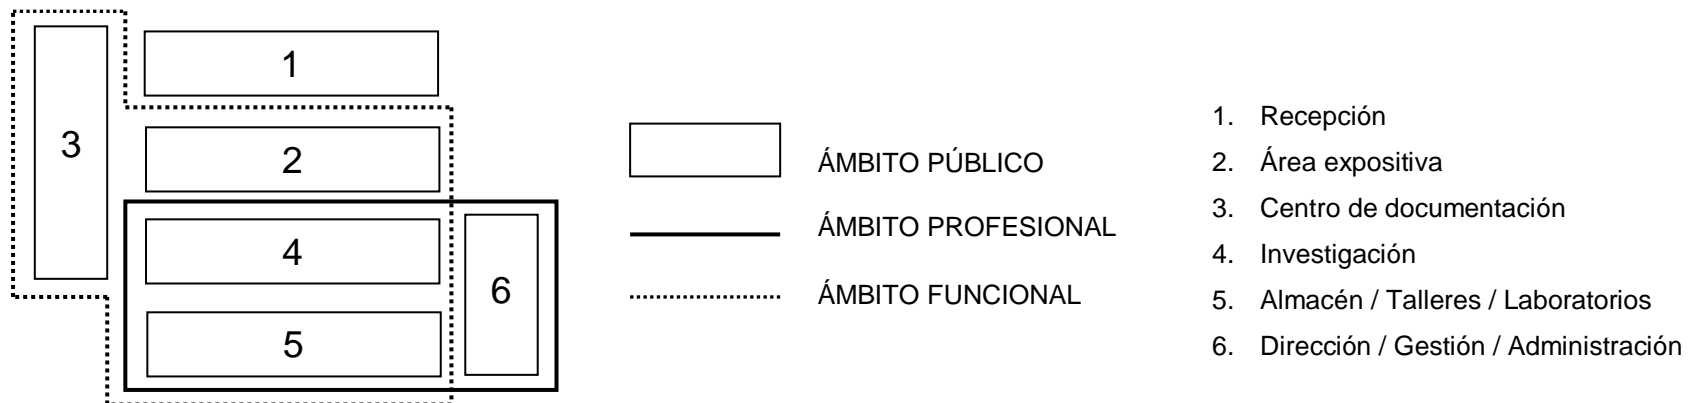 1
2
3
4
5
6
ÁMBITO PÚBLICO
ÁMBITO PROFESIONAL
ÁMBITO FUNCIONAL
1. Recepción
2. Área expositiva
3. Centro de documentación
4. Investigación
5. Almacén / Talleres / Laboratorios
6. Dirección / Gestión / Administración